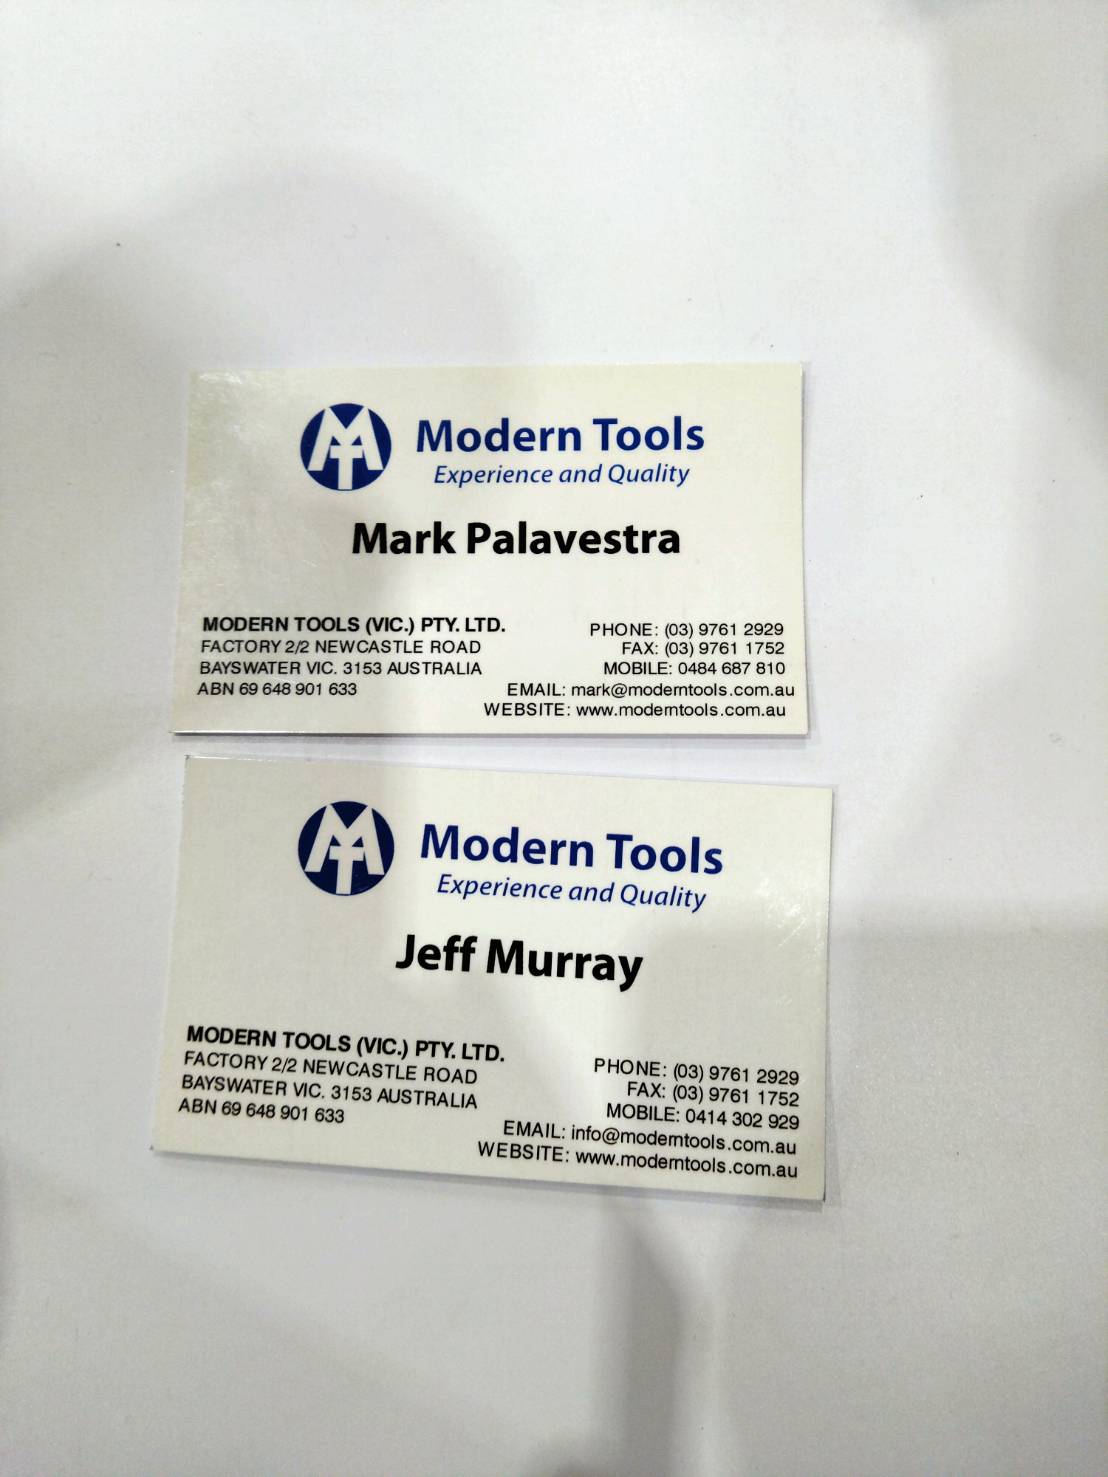 MT
Modern Tools
Experience and Quality
Mark Palavestra
MODERN TOOLS (VIC.) PTY. LTD.
FACTORY 2/2 NEWCASTLE ROAD
BAYSWATER VIC. 3153 AUSTRALIA
ABN 69 648 901 633
PHONE: (03) 9761 2929
FAX: (03) 9761 1752
MOBILE: 0484 687 810
EMAIL: mark@moderntools.com.au
WEBSITE: www.moderntools.com.au
MT
Modern Tools
Experience and Quality
Jeff Murray
MODERN TOOLS (VIC.) PTY. LTD.
FACTORY 2/2 NEWCASTLE ROAD
BAYSWATER VIC. 3153 AUSTRALIA
ABN 69 648 901 633
PHONE: (03) 9761 2929
FAX: (03) 9761 1752
MOBILE: 0414 302 929
EMAIL: info@moderntools.com.au
WEBSITE: www.moderntools.com.au